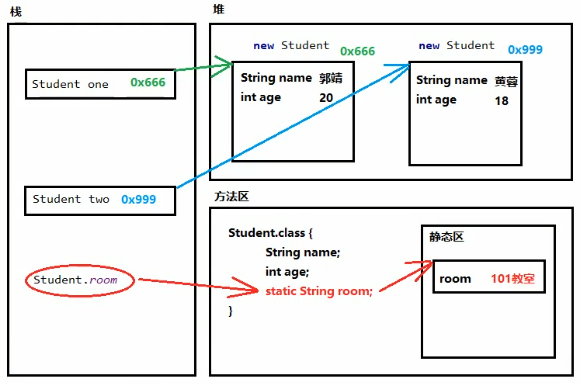 栈
Student one 0x666
Student two 0x999
Student.room
堆
new Student 0x666
String name 郭靖
int age 20
new Student 0x999
String name 黄蓉
int age 18
方法区
Student.class {
String name;
int age;
static String room;
}
静态区
room 101教室